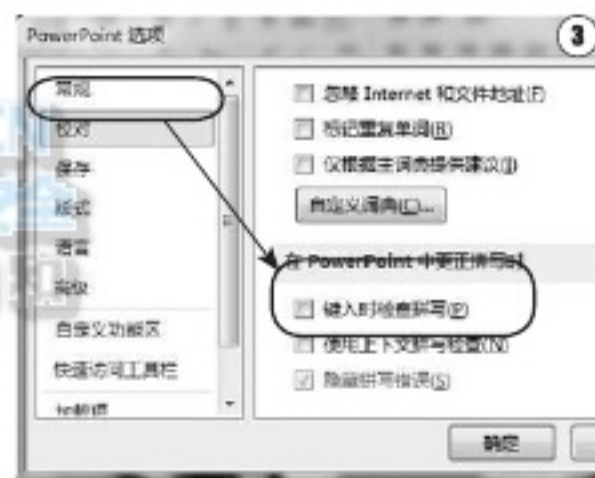 PowerPoint 选项
3
常规
校对
保存
版式
语言
高级
自定义功能区
快速访问工具栏
加载项
忽略 Internet 和文件地址(F)
标记重复单词(R)
仅根据主词典提供建议(I)
自定义词典(C)...
在 PowerPoint 中更正拼写时
键入时检查拼写(P)
使用上下文拼写检查(N)
隐藏拼写错误(S)
确定